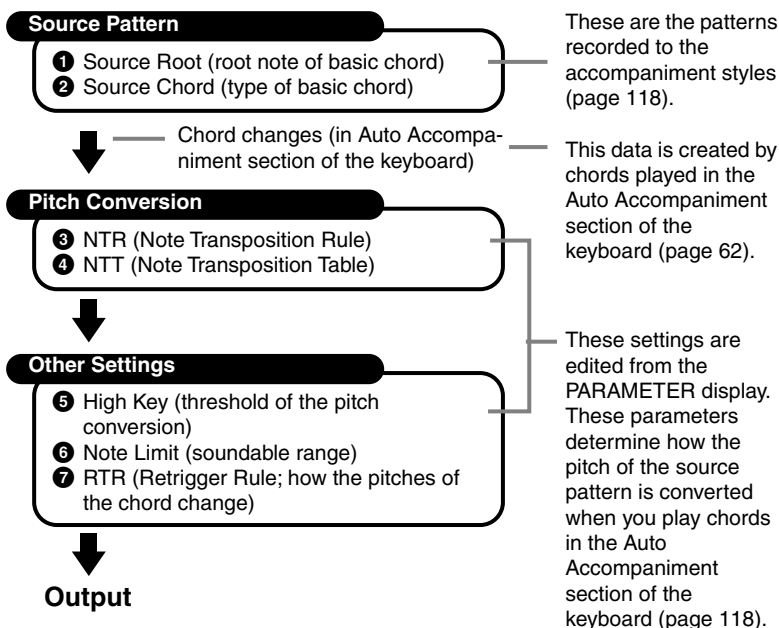 Source Pattern
❶ Source Root (root note of basic chord)
❷ Source Chord (type of basic chord)
These are the patterns
recorded to the
accompaniment styles
(page 118).
Chord changes (in Auto Accompa-
niment section of the keyboard)
This data is created by
chords played in the
Auto Accompaniment
section of the
keyboard (page 62).
Pitch Conversion
❸ NTR (Note Transposition Rule)
❹ NTT (Note Transposition Table)
Other Settings
❺ High Key (threshold of the pitch
conversion)
❻ Note Limit (soundable range)
❼ RTR (Retrigger Rule; how the pitches of
the chord change)
These settings are
edited from the
PARAMETER display.
These parameters
determine how the
pitch of the source
pattern is converted
when you play chords
in the Auto
Accompaniment
section of the
keyboard (page 118).
Output